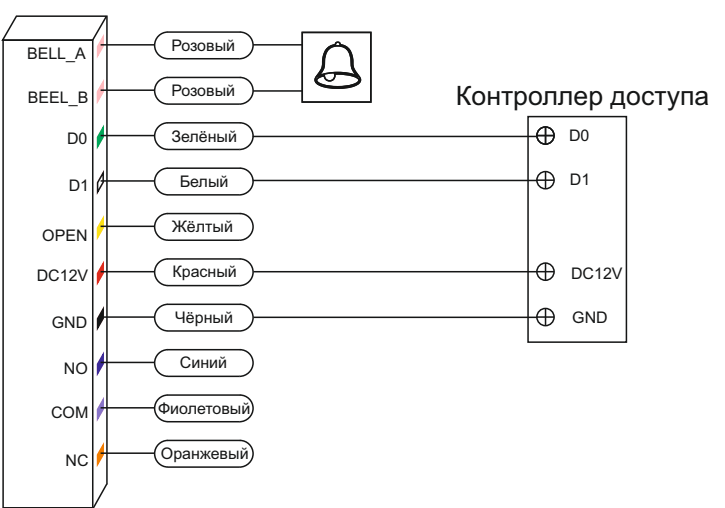 BELL_A Розовый
BEEL_B Розовый
Контроллер доступа
D0 Зелёный D0
D1 Белый D1
OPEN Жёлтый
DC12V Красный DC12V
GND Чёрный GND
NO Синий
COM Фиолетовый
NC Оранжевый